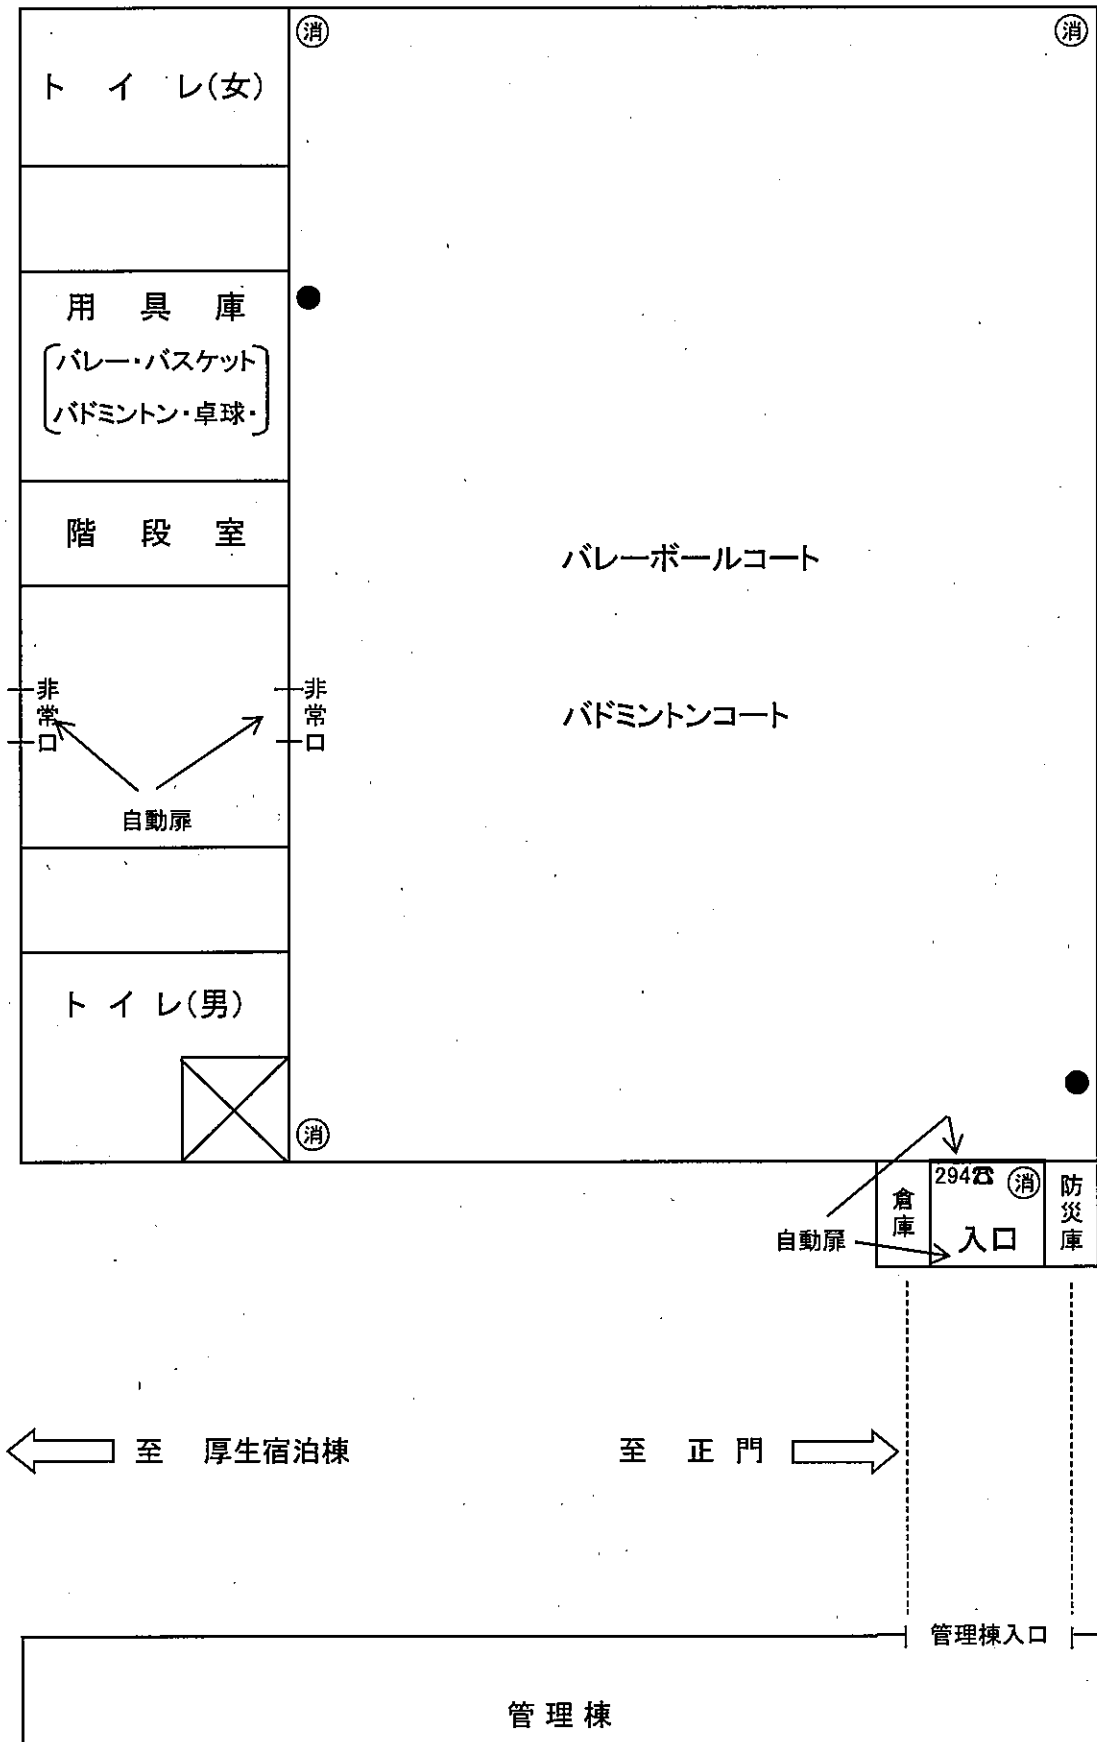 消
消
トイレ(女)
用具庫
バレー・バスケット
バドミントン・卓球・
階段室
バレーボールコート
バドミントンコート
非常口
非常口
自動扉
トイレ(男)
消
294☎
消
倉庫
入口
防災庫
自動扉
至 厚生宿泊棟
至 正門
管理棟入口
管理棟